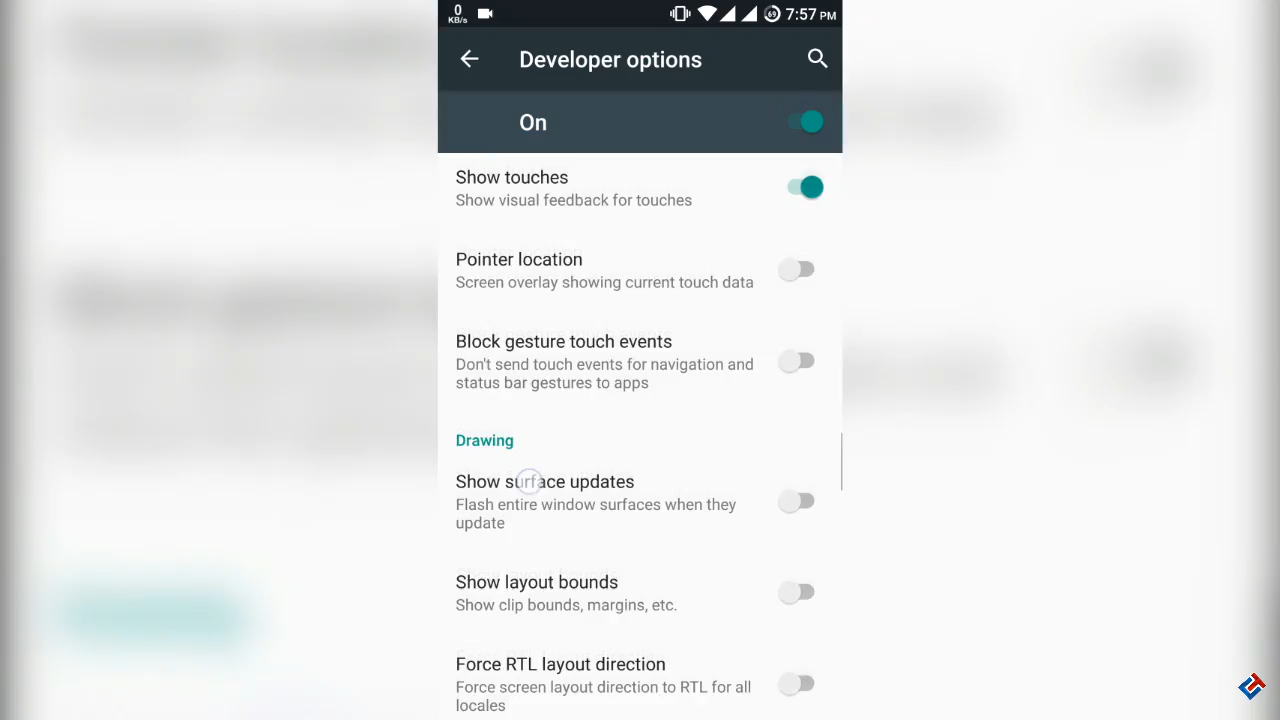 0
KB/s
69
7:57 PM
Developer options
On
Show touches
Show visual feedback for touches
Pointer location
Screen overlay showing current touch data
Block gesture touch events
Don't send touch events for navigation and
status bar gestures to apps
Drawing
Show surface updates
Flash entire window surfaces when they
update
Show layout bounds
Show clip bounds, margins, etc.
Force RTL layout direction
Force screen layout direction to RTL for all
locales